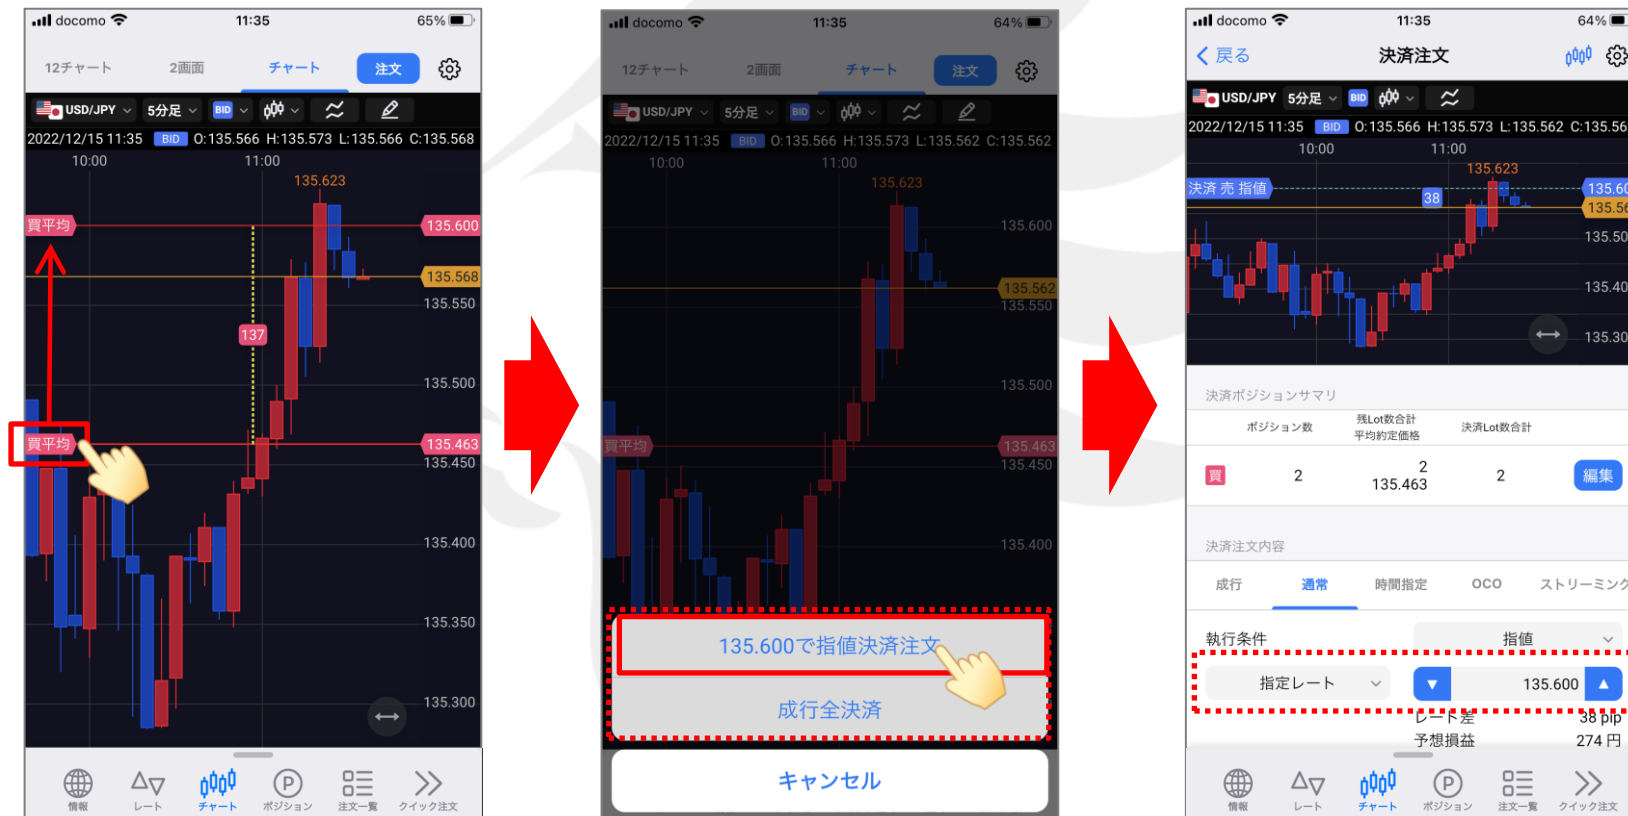 docomo 11:35 65%
12チャート 2画面 チャート 注文
USD/JPY 5分足 BID
2022/12/15 11:35 BID O:135.566 H:135.573 L:135.566 C:135.568
10:00 11:00
135.623
買平均 135.600
135.568
135.550
137
135.500
買平均 135.463
135.450
135.400
135.350
135.300
情報 レート チャート ポジション 注文一覧 クイック注文
docomo 11:35 64%
12チャート 2画面 チャート 注文
USD/JPY 5分足 BID
2022/12/15 11:35 BID O:135.566 H:135.573 L:135.562 C:135.562
10:00 11:00
135.623
135.600
135.562
135.550
135.500
買平均 135.463
135.450
135.400
135.600で指値決済注文
成行全決済
キャンセル
docomo 11:35 64%
戻る 決済注文
USD/JPY 5分足 BID
2022/12/15 11:35 BID O:135.566 H:135.573 L:135.562 C:135.56
10:00 11:00
135.623
決済 売 指値 38 135.60
135.56
135.50
135.40
135.30
決済ポジションサマリ
ポジション数 残Lot数合計 決済Lot数合計
平均約定価格
買 2 2 2 編集
135.463
決済注文内容
成行 通常 時間指定 OCO ストリーミング
執行条件 指値
指定レート ▼ 135.600 ▲
レート差 38 pip
予想損益 274 円
情報 レート チャート ポジション 注文一覧 クイック注文